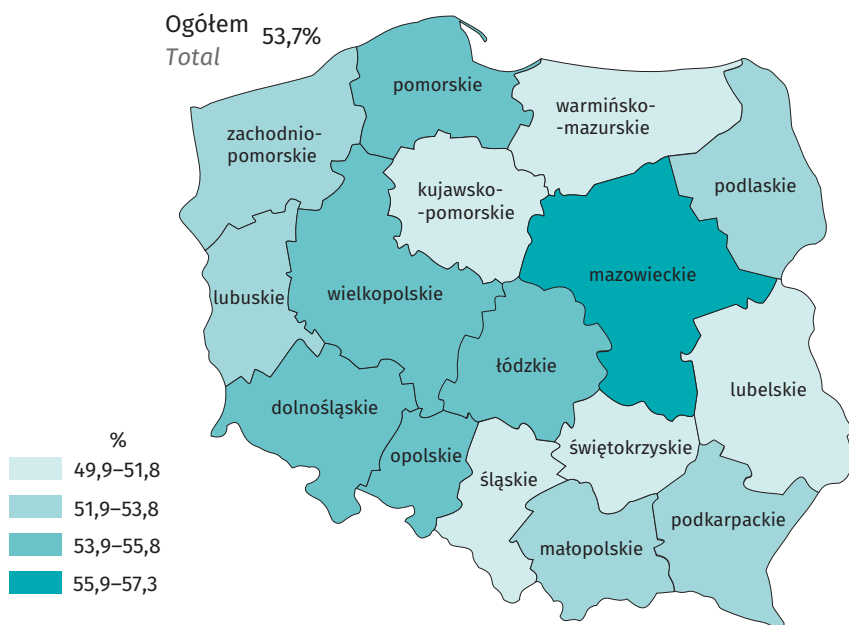 Ogółem 53,7%
Total
pomorskie
warmińsko-
-mazurskie
zachodnio-
pomorskie
podlaskie
kujawsko-
-pomorskie
mazowieckie
wielkopolskie
lubuskie
łódzkie
lubelskie
dolnośląskie
świętokrzyskie
opolskie
śląskie
podkarpackie
małopolskie
%
49,9–51,8
51,9–53,8
53,9–55,8
55,9–57,3